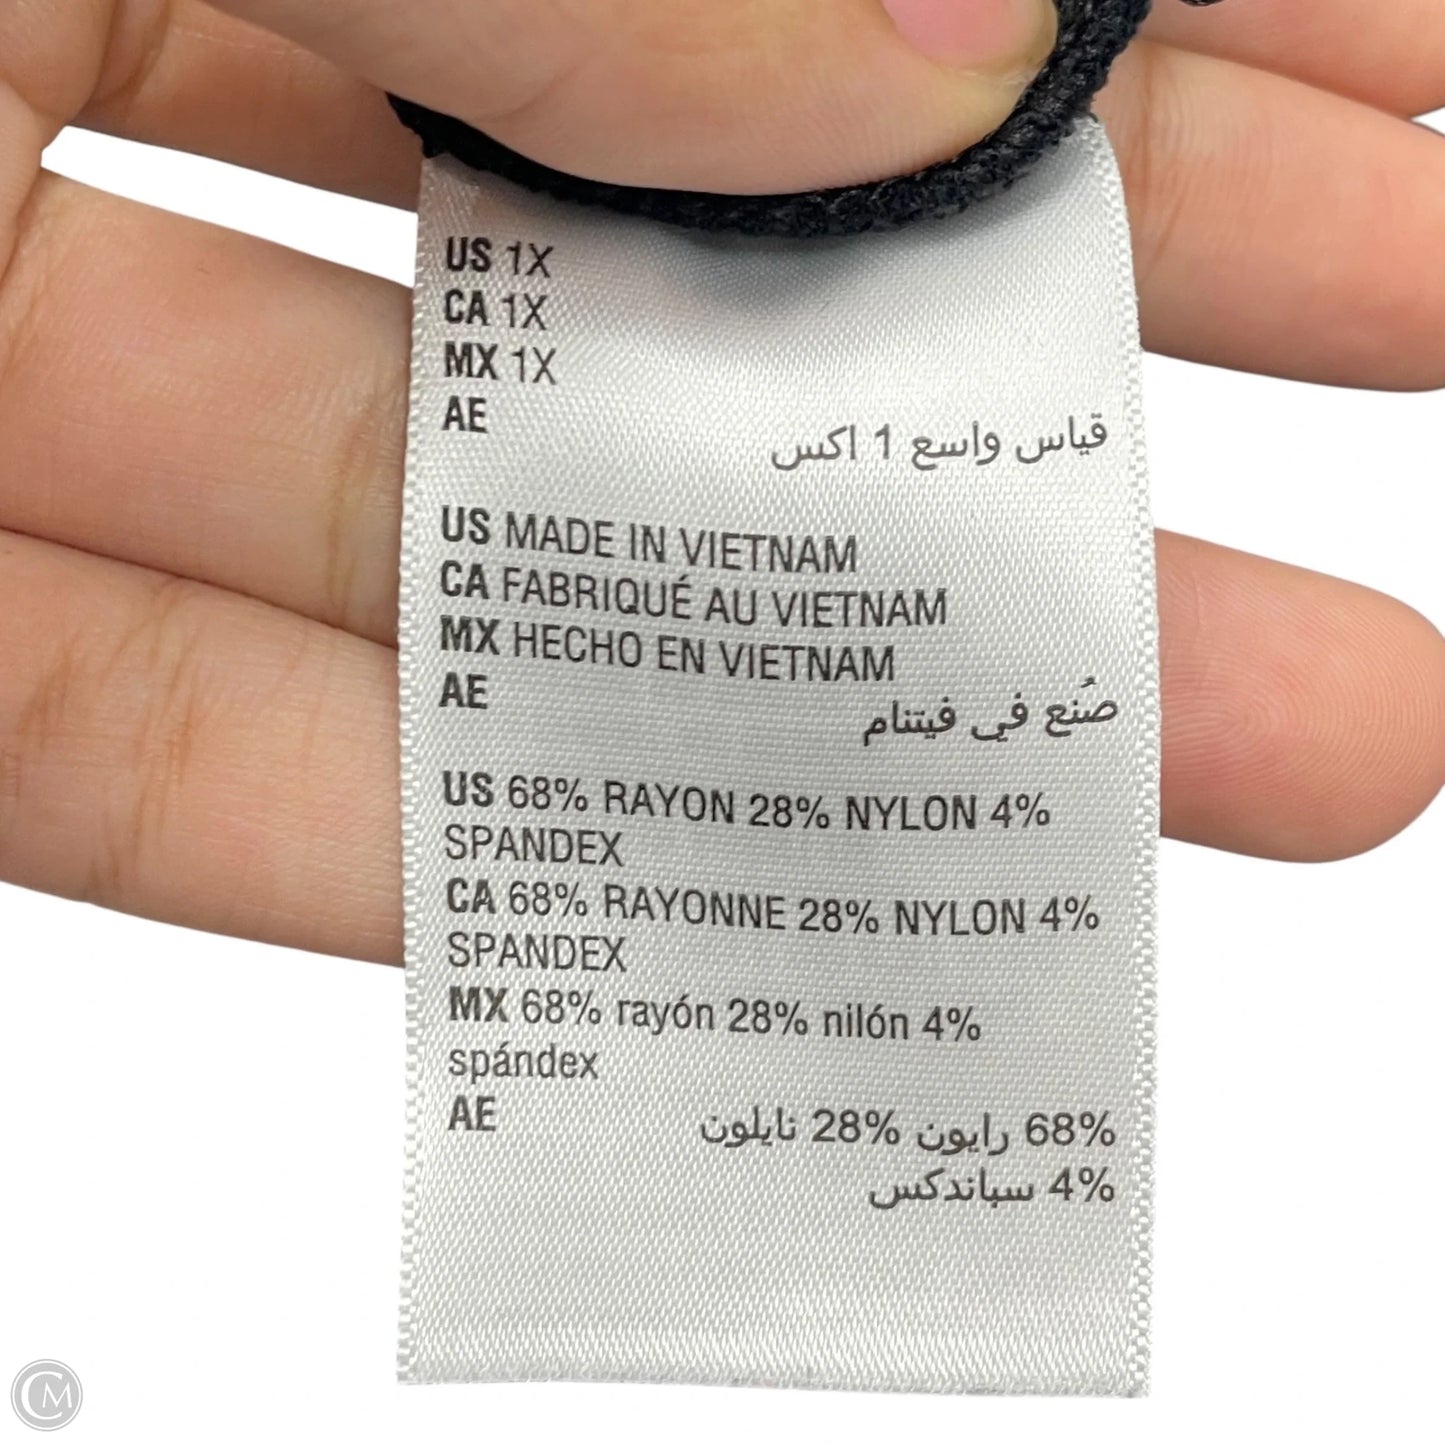 US 1X
CA 1X
MX 1X
AE
قياس واسع 1 اكس
US MADE IN VIETNAM
CA FABRIQUÉ AU VIETNAM
MX HECHO EN VIETNAM
AE
صُنع في فيتنام
US 68% RAYON 28% NYLON 4%
SPANDEX
CA 68% RAYONNE 28% NYLON 4%
SPANDEX
MX 68% rayón 28% nilón 4%
spándex
AE
68% رايون 28% نايلون
4% سباندكس
CM